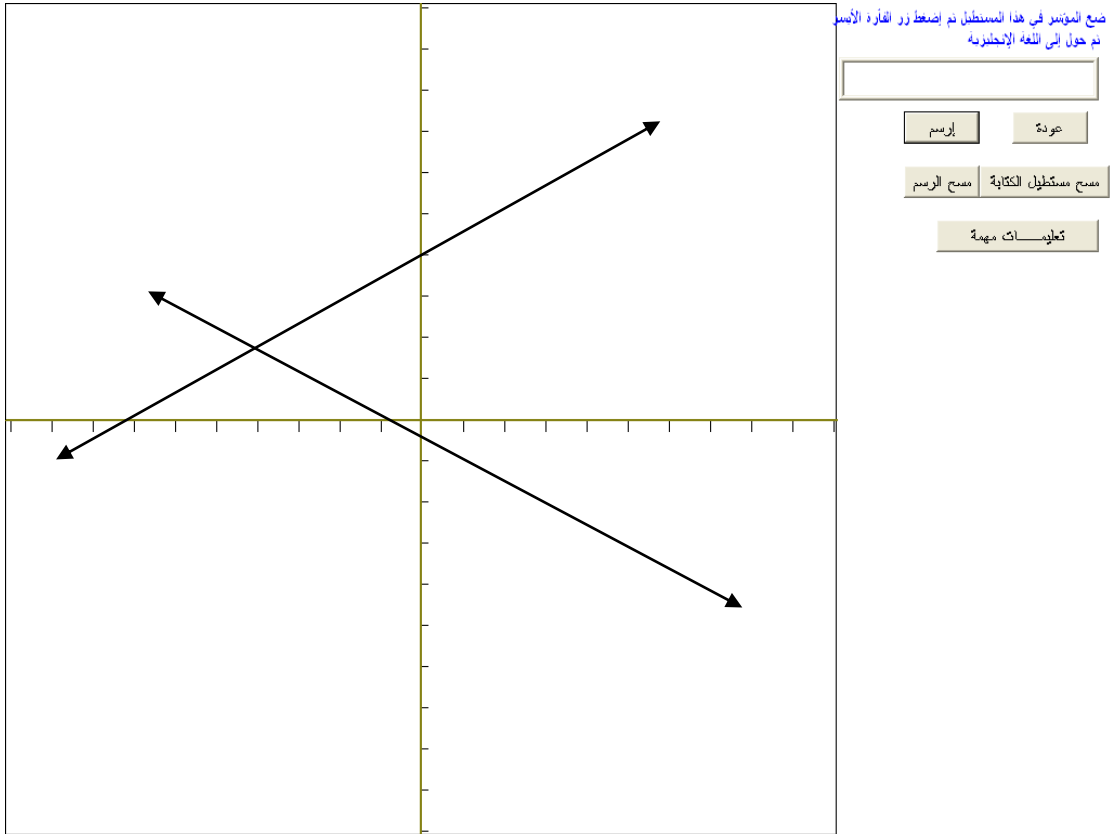 ضع المؤشر في هذا المستطيل ثم إضغط زر الفأرة الأيسر
ثم حول إلى اللغة الإنجليزية
إرسم
عودة
مسح مستطيل الكتابة
مسح الرسم
تعليمـــــات مهمة